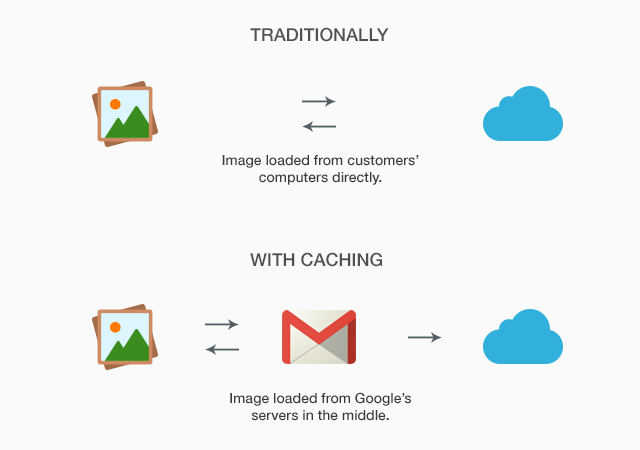 TRADITIONALLY
Image loaded from customers’
computers directly.
WITH CACHING
Image loaded from Google’s
servers in the middle.